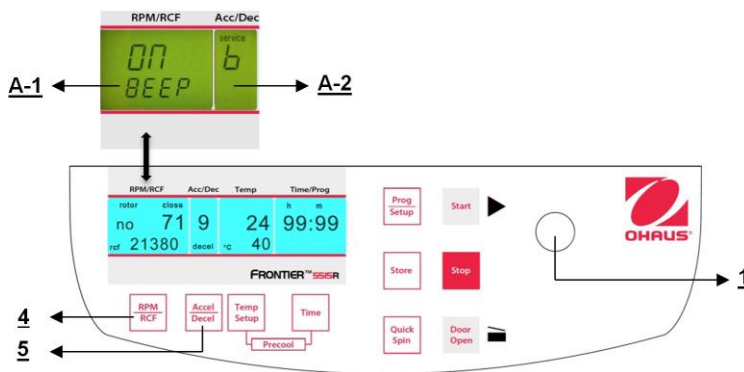 RPM/RCF Acc/Dec
service
ON b
BEEP
A-1 A-2
RPM/RCF Acc/Dec Temp Time/Prog
rotor close h m
no 71 9 24 99:99
rcf 21380 decel °C 40
FRONTIER™ 5515R
RPM
RCF
Accel
Decel
Temp
Setup
Time
Precool
4
5
Prog
Setup
Start
Store
Stop
Quick
Spin
Door
Open
OHAUS®
1